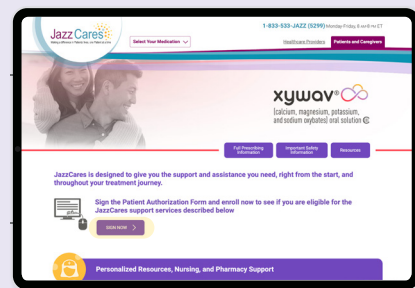 1-833-533-JAZZ (5299) Monday-Friday, 8 AM-8 PM ET
JazzCares
Select Your Medication
Healthcare Providers
Patients and Caregivers
xywav®
(calcium, magnesium, potassium,
and sodium oxybates) oral solution CIII
Full Prescribing
Information
Important Safety
Information
Resources
JazzCares is designed to give you the support and assistance you need, right from the start, and
throughout your treatment journey.
Sign the Patient Authorization Form and enroll now to see if you are eligible for the
JazzCares support services described below
SIGN NOW
Personalized Resources, Nursing, and Pharmacy Support